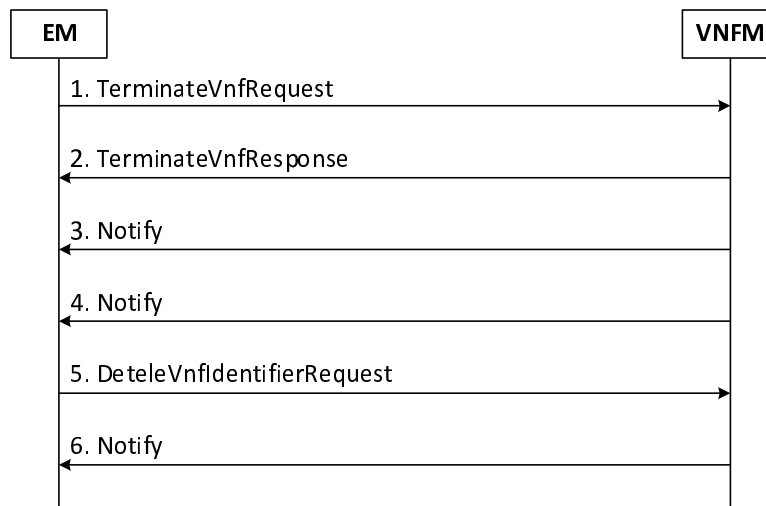 EM
VNFM
1. TerminateVnfRequest
2. TerminateVnfResponse
3. Notify
4. Notify
5. DeteleVnfIdentifierRequest
6. Notify